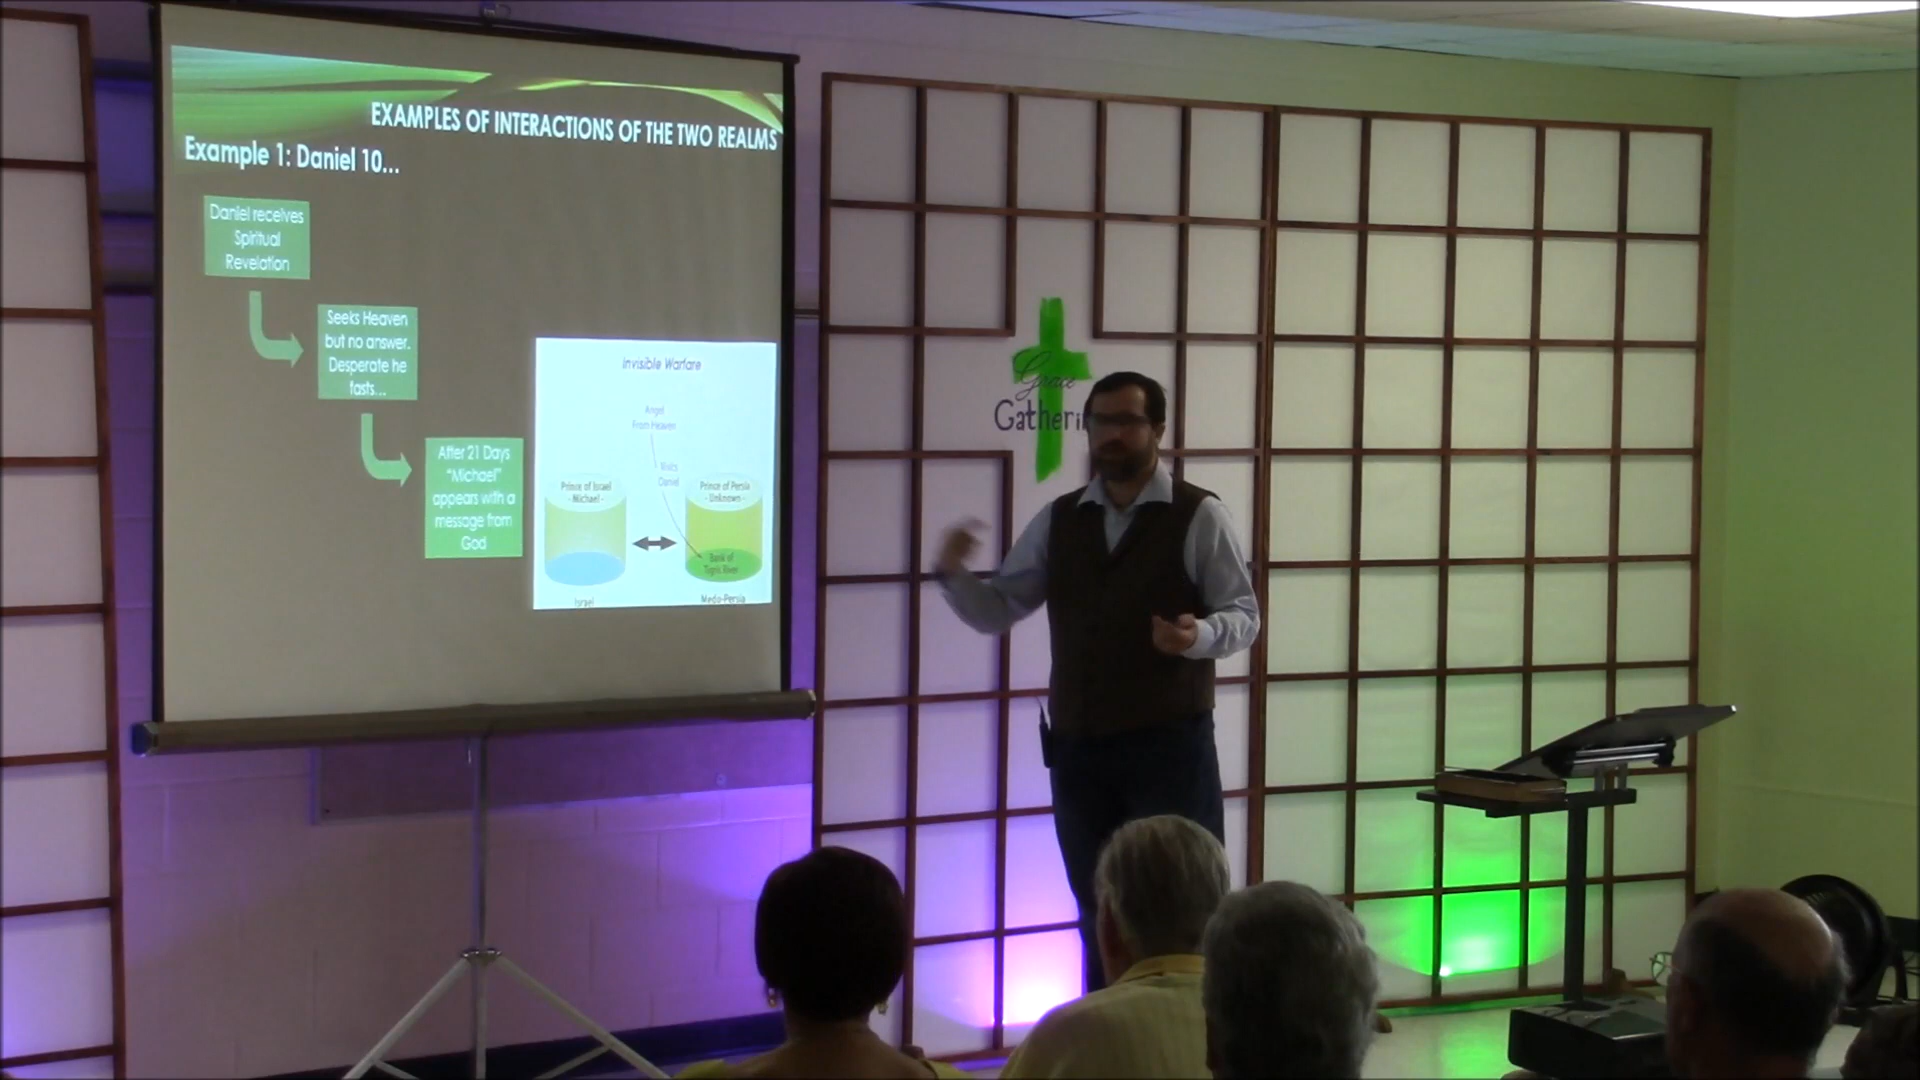 EXAMPLES OF INTERACTIONS OF THE TWO REALMS
Example 1: Daniel 10...
Daniel receives
Spiritual
Revelation
Seeks Heaven
but no answer.
Desperate he
fasts...
After 21 Days
"Michael"
appears with a
message from
God
Invisible Warfare
Angel
From Heaven
Visits
Daniel
Prince of Israel
- Michael -
Prince of Persia
- Unknown -
Bank of
Tigris River
Israel
Medo-Persia
Grace
Gatheri